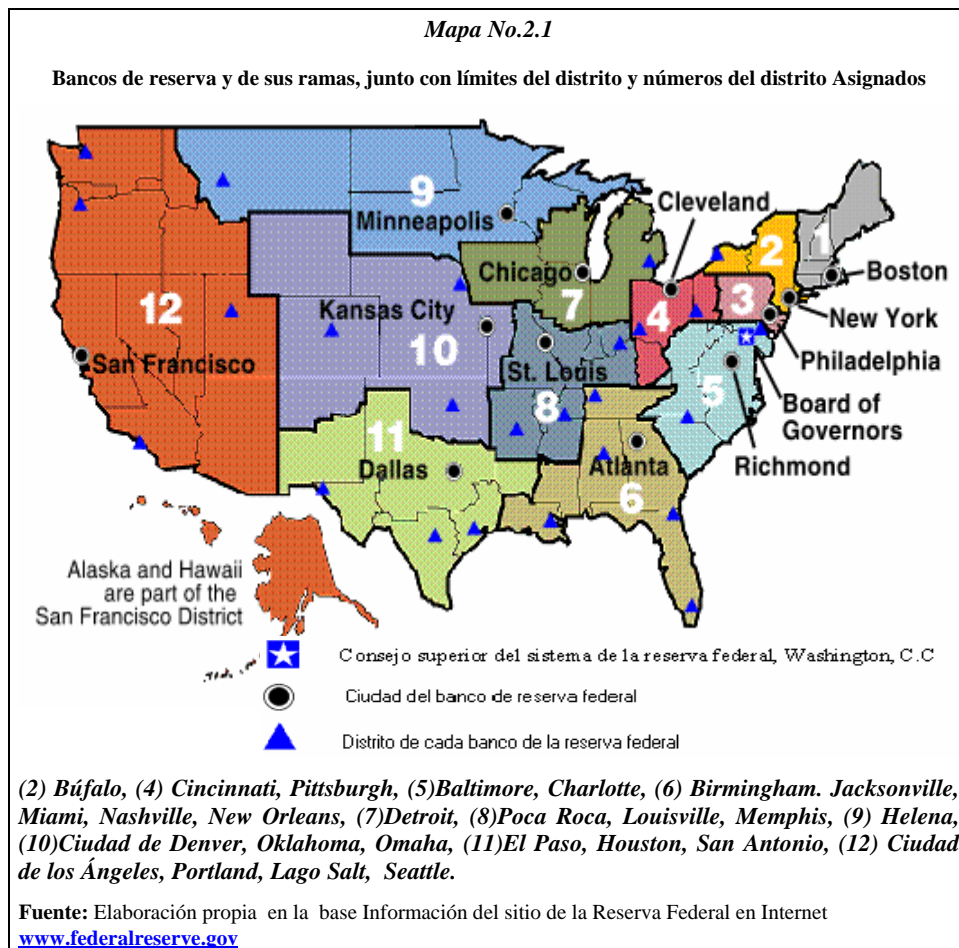 Mapa No.2.1
Bancos de reserva y de sus ramas, junto con límites del distrito y números del distrito Asignados
9
Minneapolis
Cleveland
2
1
Chicago
Boston
12
Kansas City
7
4
3
New York
San Francisco
10
St. Louis
Philadelphia
5
Board of
Governors
8
11
Dallas
Atlanta
Richmond
6
Alaska and Hawaii
are part of the
San Francisco District
Consejo superior del sistema de la reserva federal, Washington, C.C
Ciudad del banco de reserva federal
Distrito de cada banco de la reserva federal
(2) Búfalo, (4) Cincinnati, Pittsburgh, (5)Baltimore, Charlotte, (6) Birmingham. Jacksonville,
Miami, Nashville, New Orleans, (7)Detroit, (8)Poca Roca, Louisville, Memphis, (9) Helena,
(10)Ciudad de Denver, Oklahoma, Omaha, (11)El Paso, Houston, San Antonio, (12) Ciudad
de los Ángeles, Portland, Lago Salt, Seattle.
Fuente: Elaboración propia en la base Información del sitio de la Reserva Federal en Internet
www.federalreserve.gov